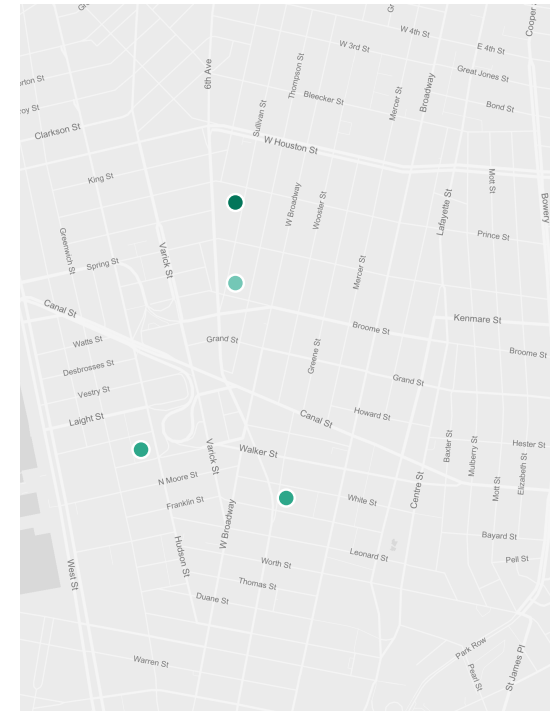 Cooper
W 4th St
W 3rd St
E 4th St
6th Ave
Thompson St
Great Jones St
Broadway
Bleecker St
Mercer St
Bond St
Sullivan St
Clarkson St
W Houston St
King St
Mott St
W Broadway
Wooster St
Lafayette St
Bowery
Prince St
Greenwich St
Varick St
Spring St
Mercer St
Canal St
Kenmare St
Broome St
Grand St
Watts St
Greene St
Broome St
Desbrosses St
Grand St
Vestry St
Laight St
Canal St
Howard St
Baxter St
Mulberry St
Hester St
Varick St
Walker St
Elizabeth St
N Moore St
Mott St
Centre St
Franklin St
White St
W Broadway
Bayard St
Hudson St
Leonard St
Pell St
Worth St
West St
Thomas St
Duane St
Park Row
Warren St
Pearl St
St James Pl